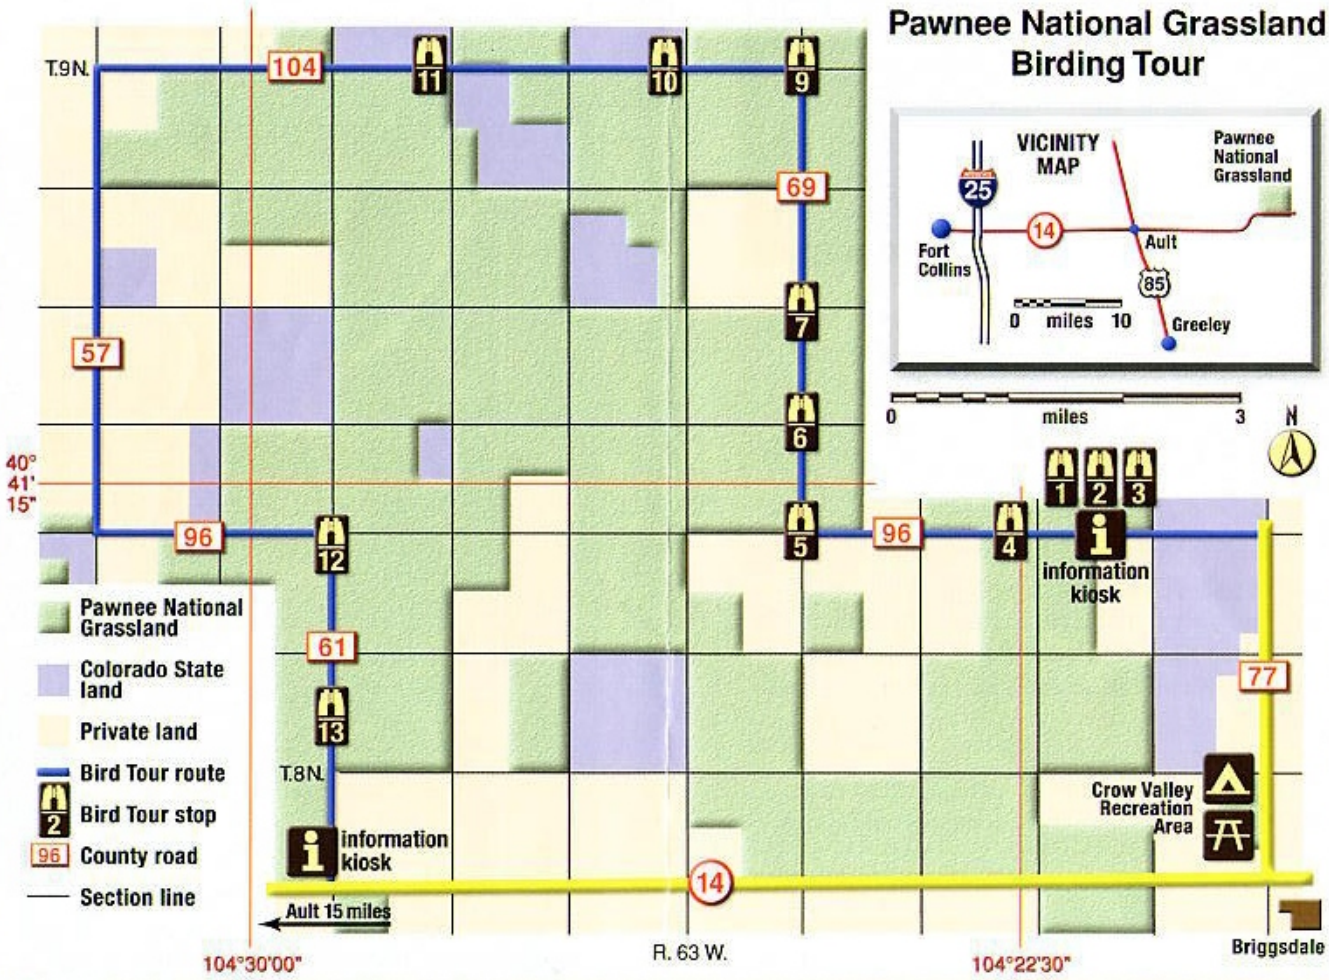 Pawnee National Grassland
Birding Tour
T.9N.
104
11
10
9
69
7
57
6
40°
41'
15"
96
12
5
96
4
1
2
3
information
kiosk
61
13
77
T.8N.
information
kiosk
14
Ault 15 miles
Crow Valley
Recreation
Area
Briggsdale
104°30'00"
R. 63 W.
104°22'30"
VICINITY
MAP
Pawnee
National
Grassland
25
14
Fort
Collins
Ault
85
Greeley
0 miles 10
0 miles 3
N
Pawnee National
Grassland
Colorado State
land
Private land
Bird Tour route
2 Bird Tour stop
96 County road
Section line